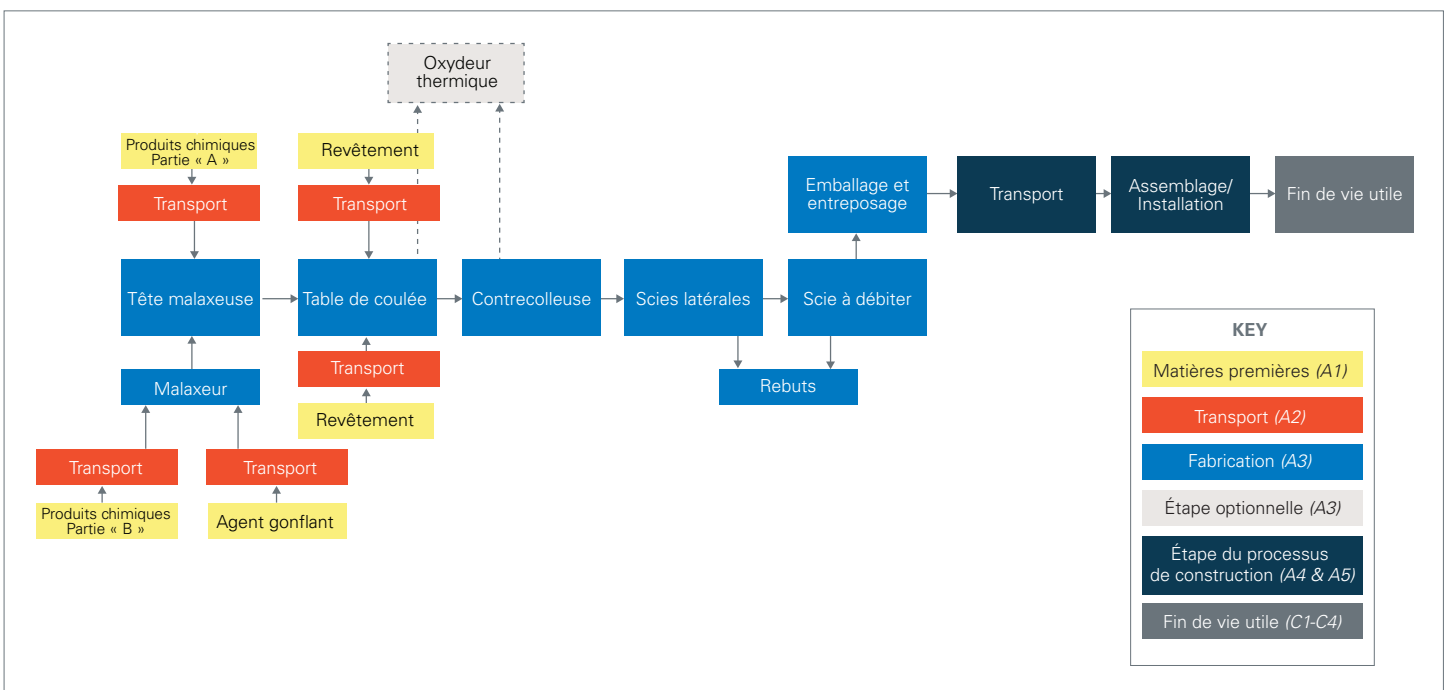 Oxydeur
thermique
Produits chimiques
Partie « A »
Revêtement
Transport
Transport
Emballage et
entreposage
Transport
Assemblage/
Installation
Fin de vie utile
Tête malaxeuse
Table de coulée
Contrecolleuse
Scies latérales
Scie à débiter
Malaxeur
Transport
Revêtement
Rebuts
Transport
Transport
Produits chimiques
Partie « B »
Agent gonflant
KEY
Matières premières (A1)
Transport (A2)
Fabrication (A3)
Étape optionnelle (A3)
Étape du processus
de construction (A4 & A5)
Fin de vie utile (C1-C4)